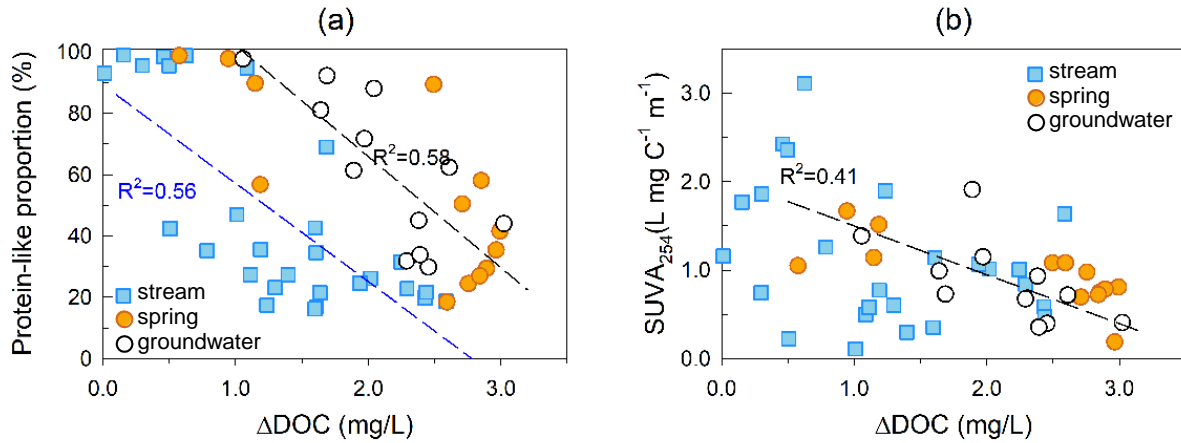 (a)
Protein-like proportion (%)
100
80
60
40
20
0
R²=0.58
R²=0.56
stream
spring
groundwater
0.0
1.0
2.0
3.0
ΔDOC (mg/L)
(b)
SUVA₂₅₄(L mg C⁻¹ m⁻¹)
3.0
2.0
1.0
0.0
stream
spring
groundwater
R²=0.41
0.0
1.0
2.0
3.0
ΔDOC (mg/L)